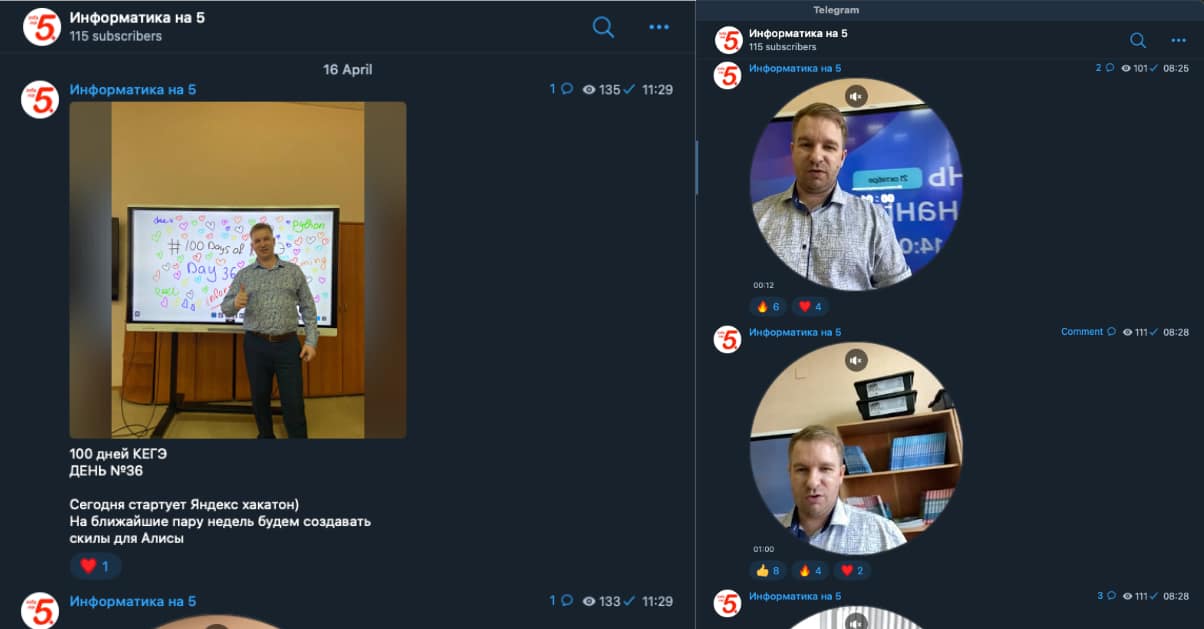 Информатика на 5
115 subscribers
16 April
Информатика на 5
1 135 11:29
python
#100 Days of
Day 36
100 дней КЕГЭ
ДЕНЬ №36
Сегодня стартует Яндекс хакатон)
На ближайшие пару недель будем создавать
скилы для Алисы
1
Информатика на 5
1 133 11:29
Telegram
Информатика на 5
115 subscribers
Информатика на 5
2 101 08:25
21 октября
00:12
6 4
Информатика на 5
Comment 111 08:28
01:00
8 4 2
Информатика на 5
3 111 08:28